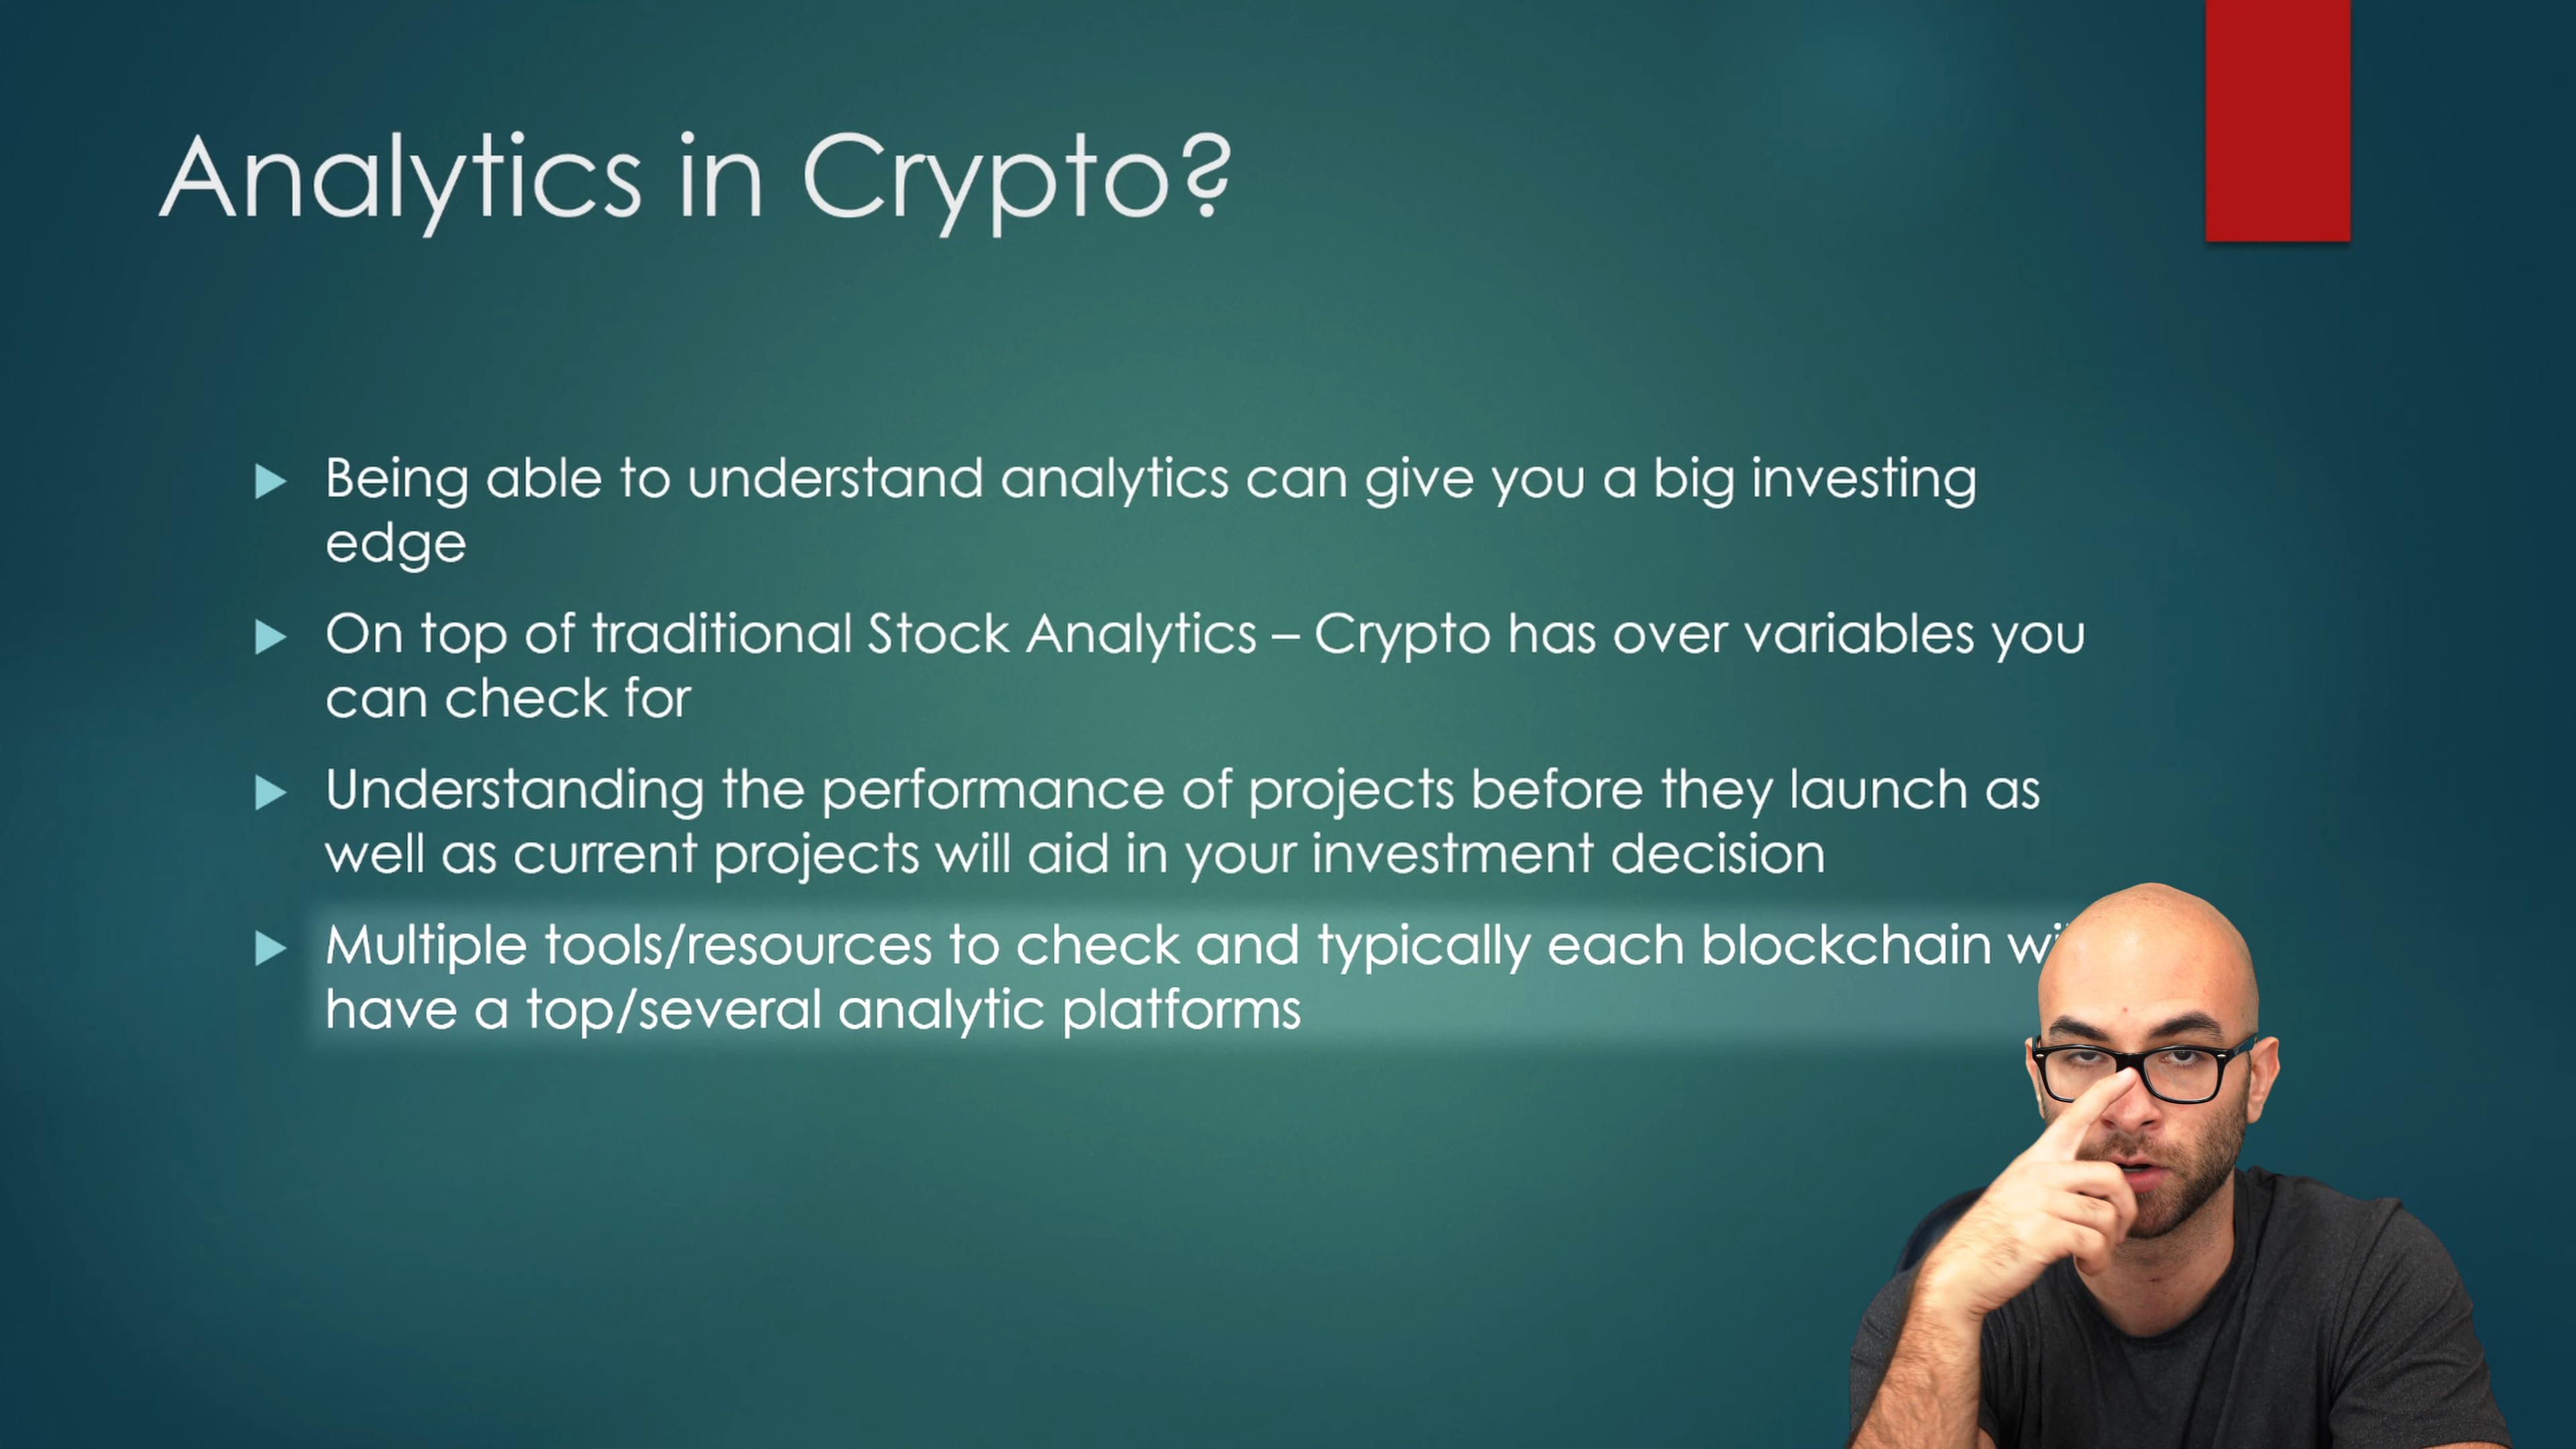 Analytics in Crypto?
Being able to understand analytics can give you a big investing
edge
On top of traditional Stock Analytics – Crypto has over variables you
can check for
Understanding the performance of projects before they launch as
well as current projects will aid in your investment decision
Multiple tools/resources to check and typically each blockchain
have a top/several analytic platforms